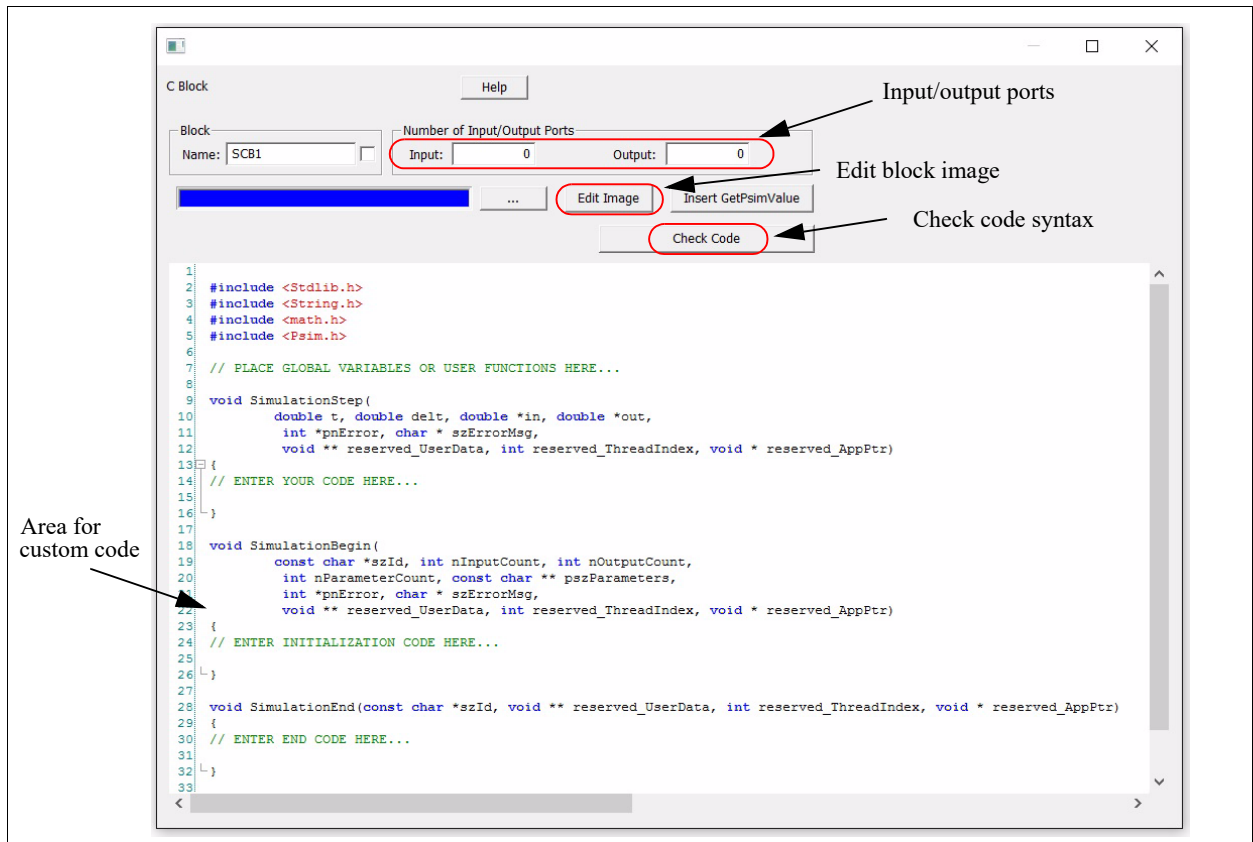 C Block
Help
Input/output ports
Block
Number of Input/Output Ports
Name: SCB1
Input: 0
Output: 0
Edit block image
...
Edit Image
Insert GetPsimValue
Check code syntax
Check Code
1
2 #include <Stdlib.h>
3 #include <String.h>
4 #include <math.h>
5 #include <Psim.h>
6
7 // PLACE GLOBAL VARIABLES OR USER FUNCTIONS HERE...
8
9 void SimulationStep(
10 double t, double delt, double *in, double *out,
11 int *pnError, char * szErrorMsg,
12 void ** reserved_UserData, int reserved_ThreadIndex, void * reserved_AppPtr)
13 {
14 // ENTER YOUR CODE HERE...
15
16 }
17
Area for
custom code
18 void SimulationBegin(
19 const char *szId, int nInputCount, int nOutputCount,
20 int nParameterCount, const char ** pszParameters,
21 int *pnError, char * szErrorMsg,
22 void ** reserved_UserData, int reserved_ThreadIndex, void * reserved_AppPtr)
23 {
24 // ENTER INITIALIZATION CODE HERE...
25
26 }
27
28 void SimulationEnd(const char *szId, void ** reserved_UserData, int reserved_ThreadIndex, void * reserved_AppPtr)
29 {
30 // ENTER END CODE HERE...
31
32 }
33